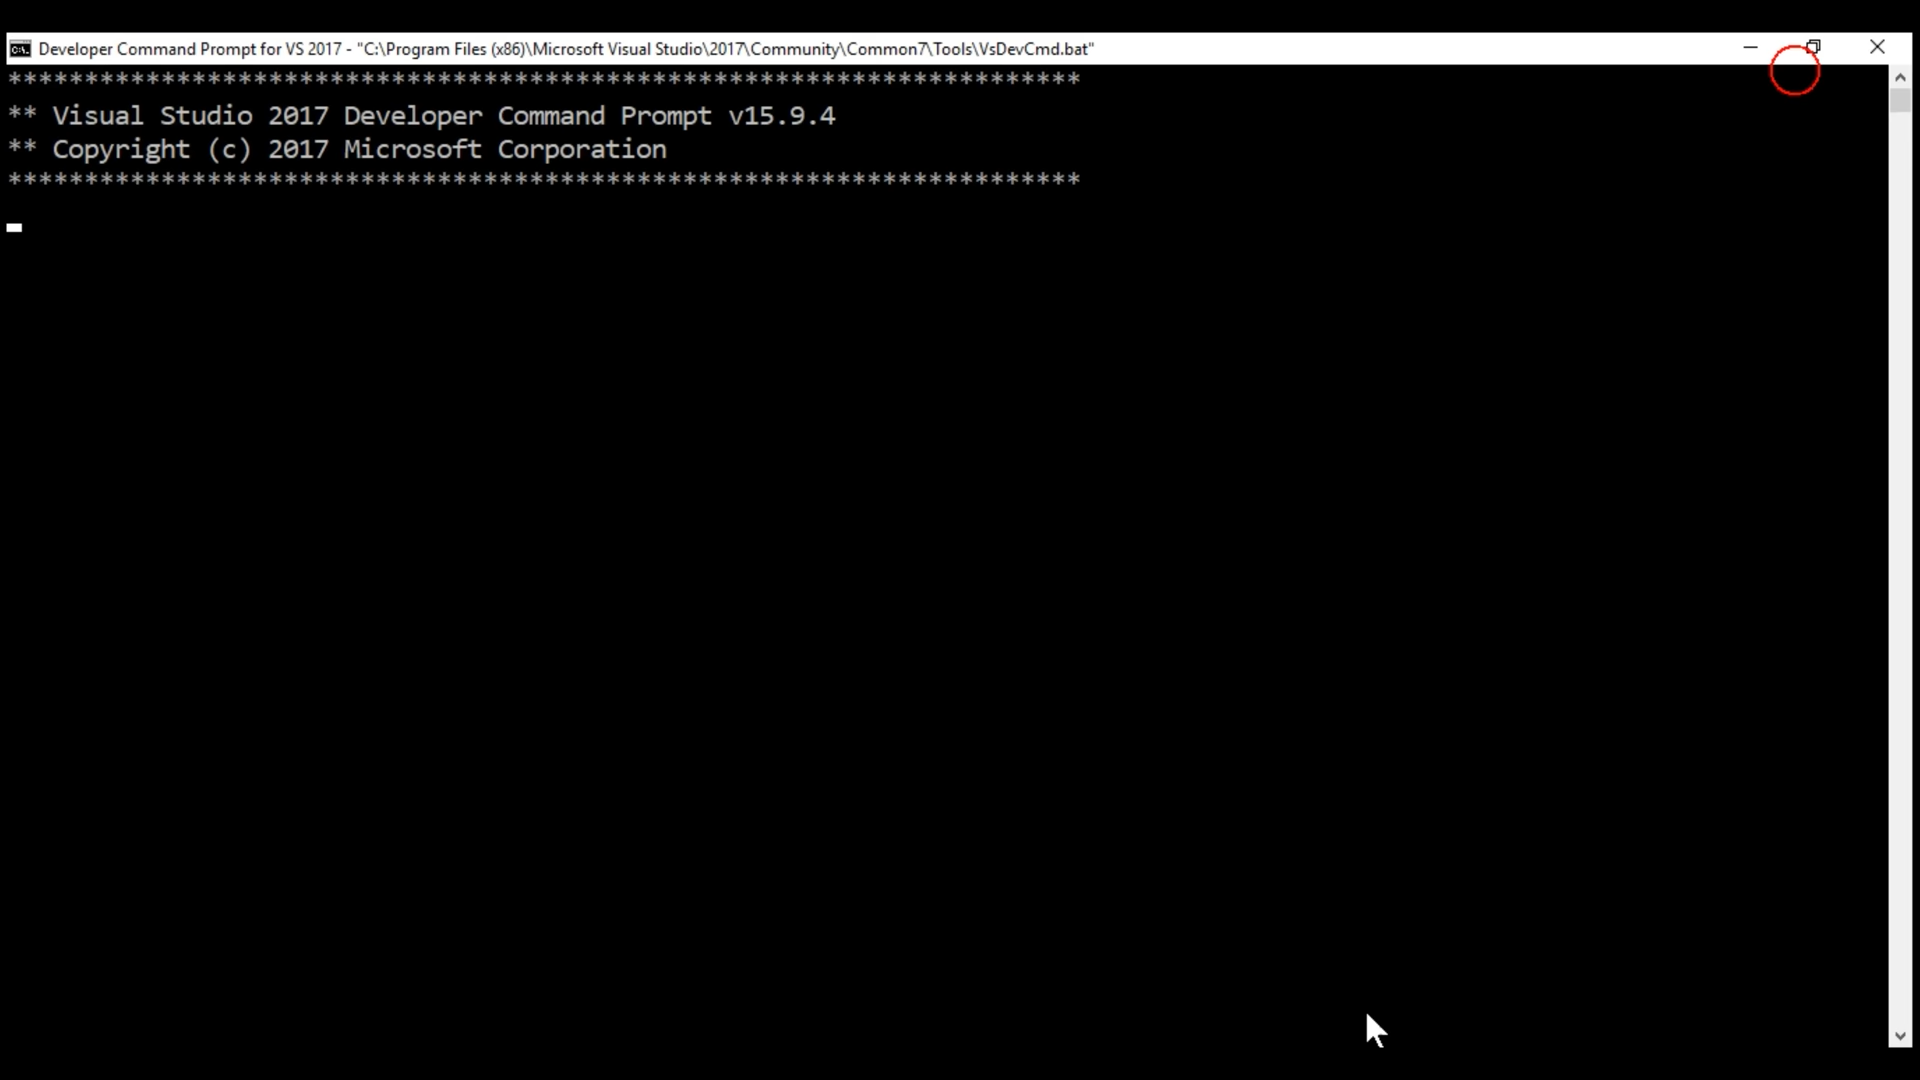 Developer Command Prompt for VS 2017 - "C:\Program Files (x86)\Microsoft Visual Studio\2017\Community\Common7\Tools\VsDevCmd.bat"
**********************************************************************
** Visual Studio 2017 Developer Command Prompt v15.9.4
** Copyright (c) 2017 Microsoft Corporation
**********************************************************************